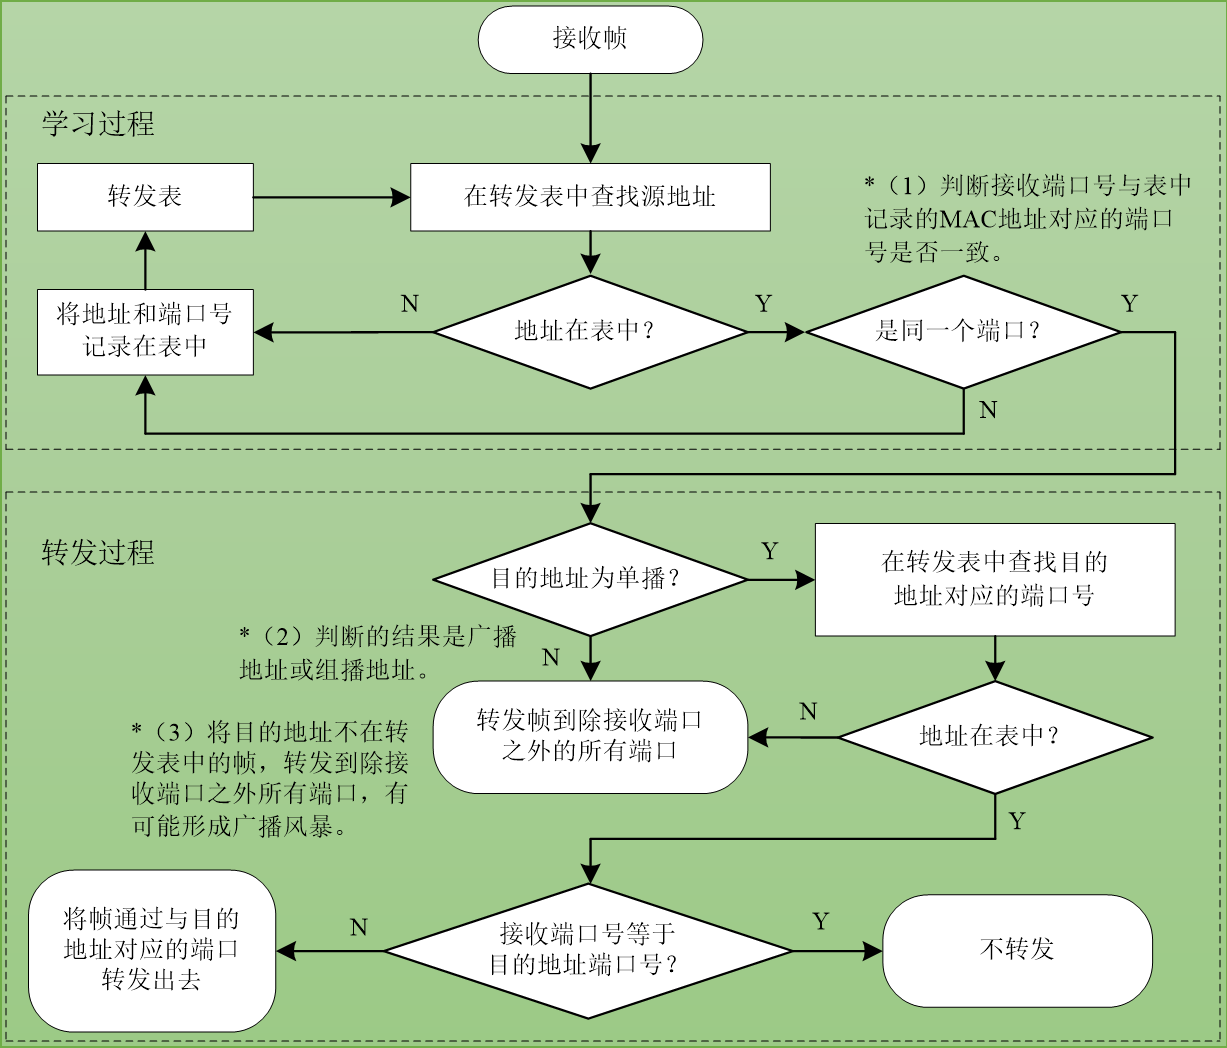 接收帧
学习过程
转发表
在转发表中查找源地址
*（1）判断接收端口号与表中
记录的MAC地址对应的端口
号是否一致。
将地址和端口号
记录在表中
N
地址在表中？
Y
是同一个端口？
Y
N
转发过程
目的地址为单播？
Y
在转发表中查找目的
地址对应的端口号
*（2）判断的结果是广播
地址或组播地址。
N
*（3）将目的地址不在转
发表中的帧，转发到除接
收端口之外所有端口，有
可能形成广播风暴。
转发帧到除接收端口
之外的所有端口
N
地址在表中？
Y
将帧通过与目的
地址对应的端口
转发出去
N
接收端口号等于
目的地址端口号？
Y
不转发